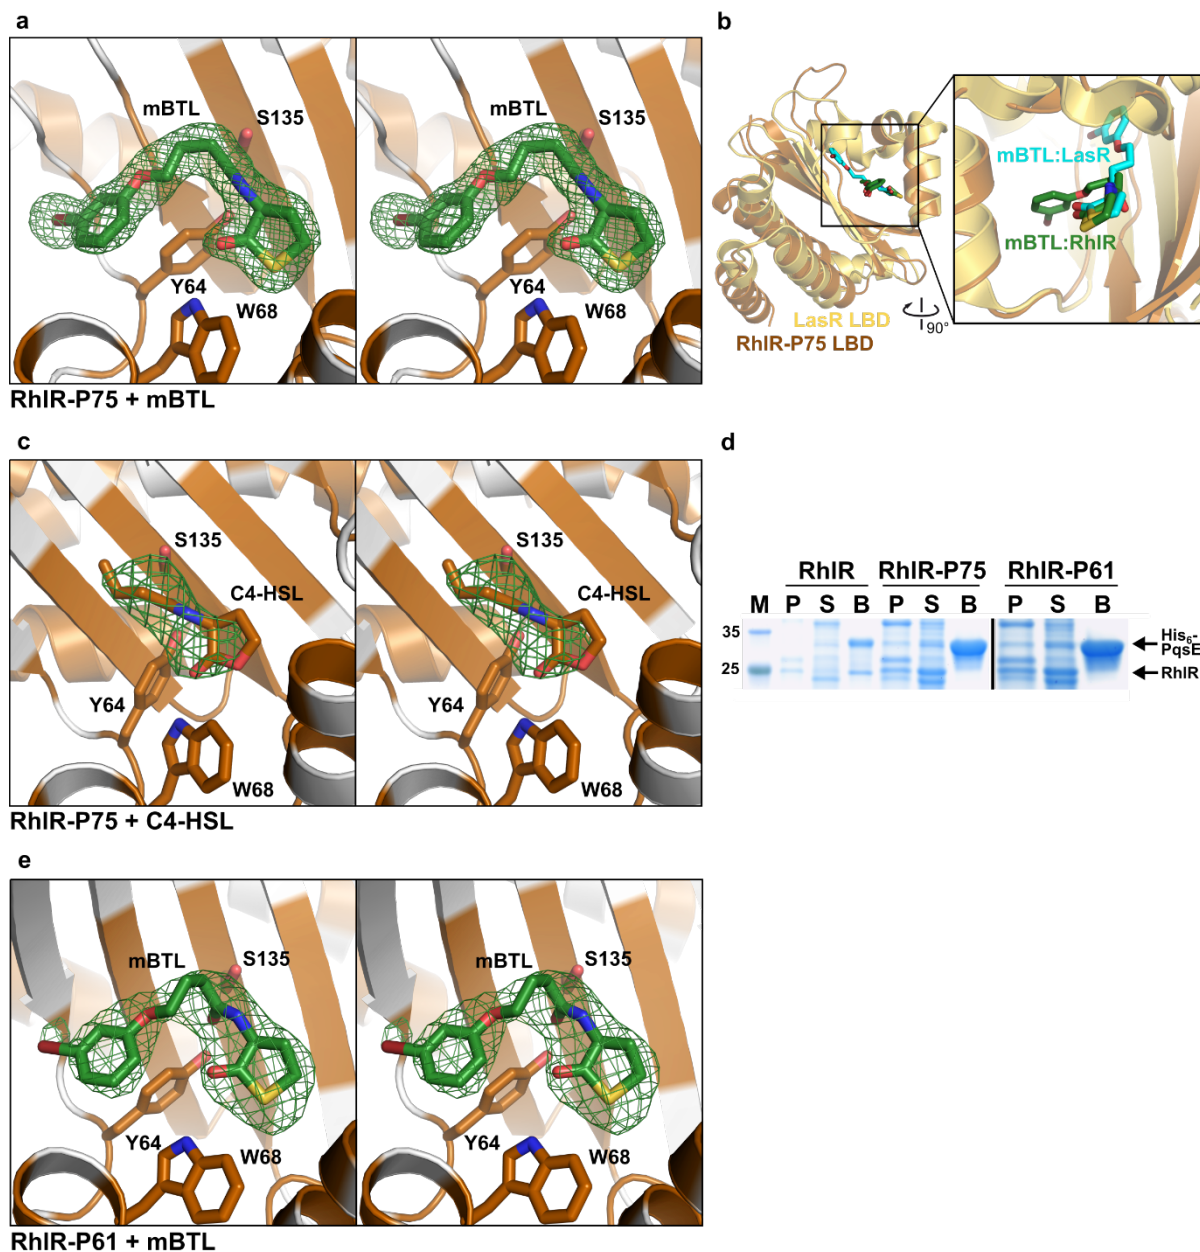 a
mBTL
S135
Y64
W68
mBTL
S135
Y64
W68
RhlR-P75 + mBTL
b
mBTL:LasR
mBTL:RhlR
LasR LBD
RhlR-P75 LBD
90°
c
S135
C4-HSL
Y64
W68
S135
C4-HSL
Y64
W68
RhlR-P75 + C4-HSL
d
RhlR RhlR-P75 RhlR-P61
M P S B P S B P S B
35
25
His6-
PqsE
RhlR
e
mBTL
S135
Y64
W68
mBTL
S135
Y64
W68
RhlR-P61 + mBTL